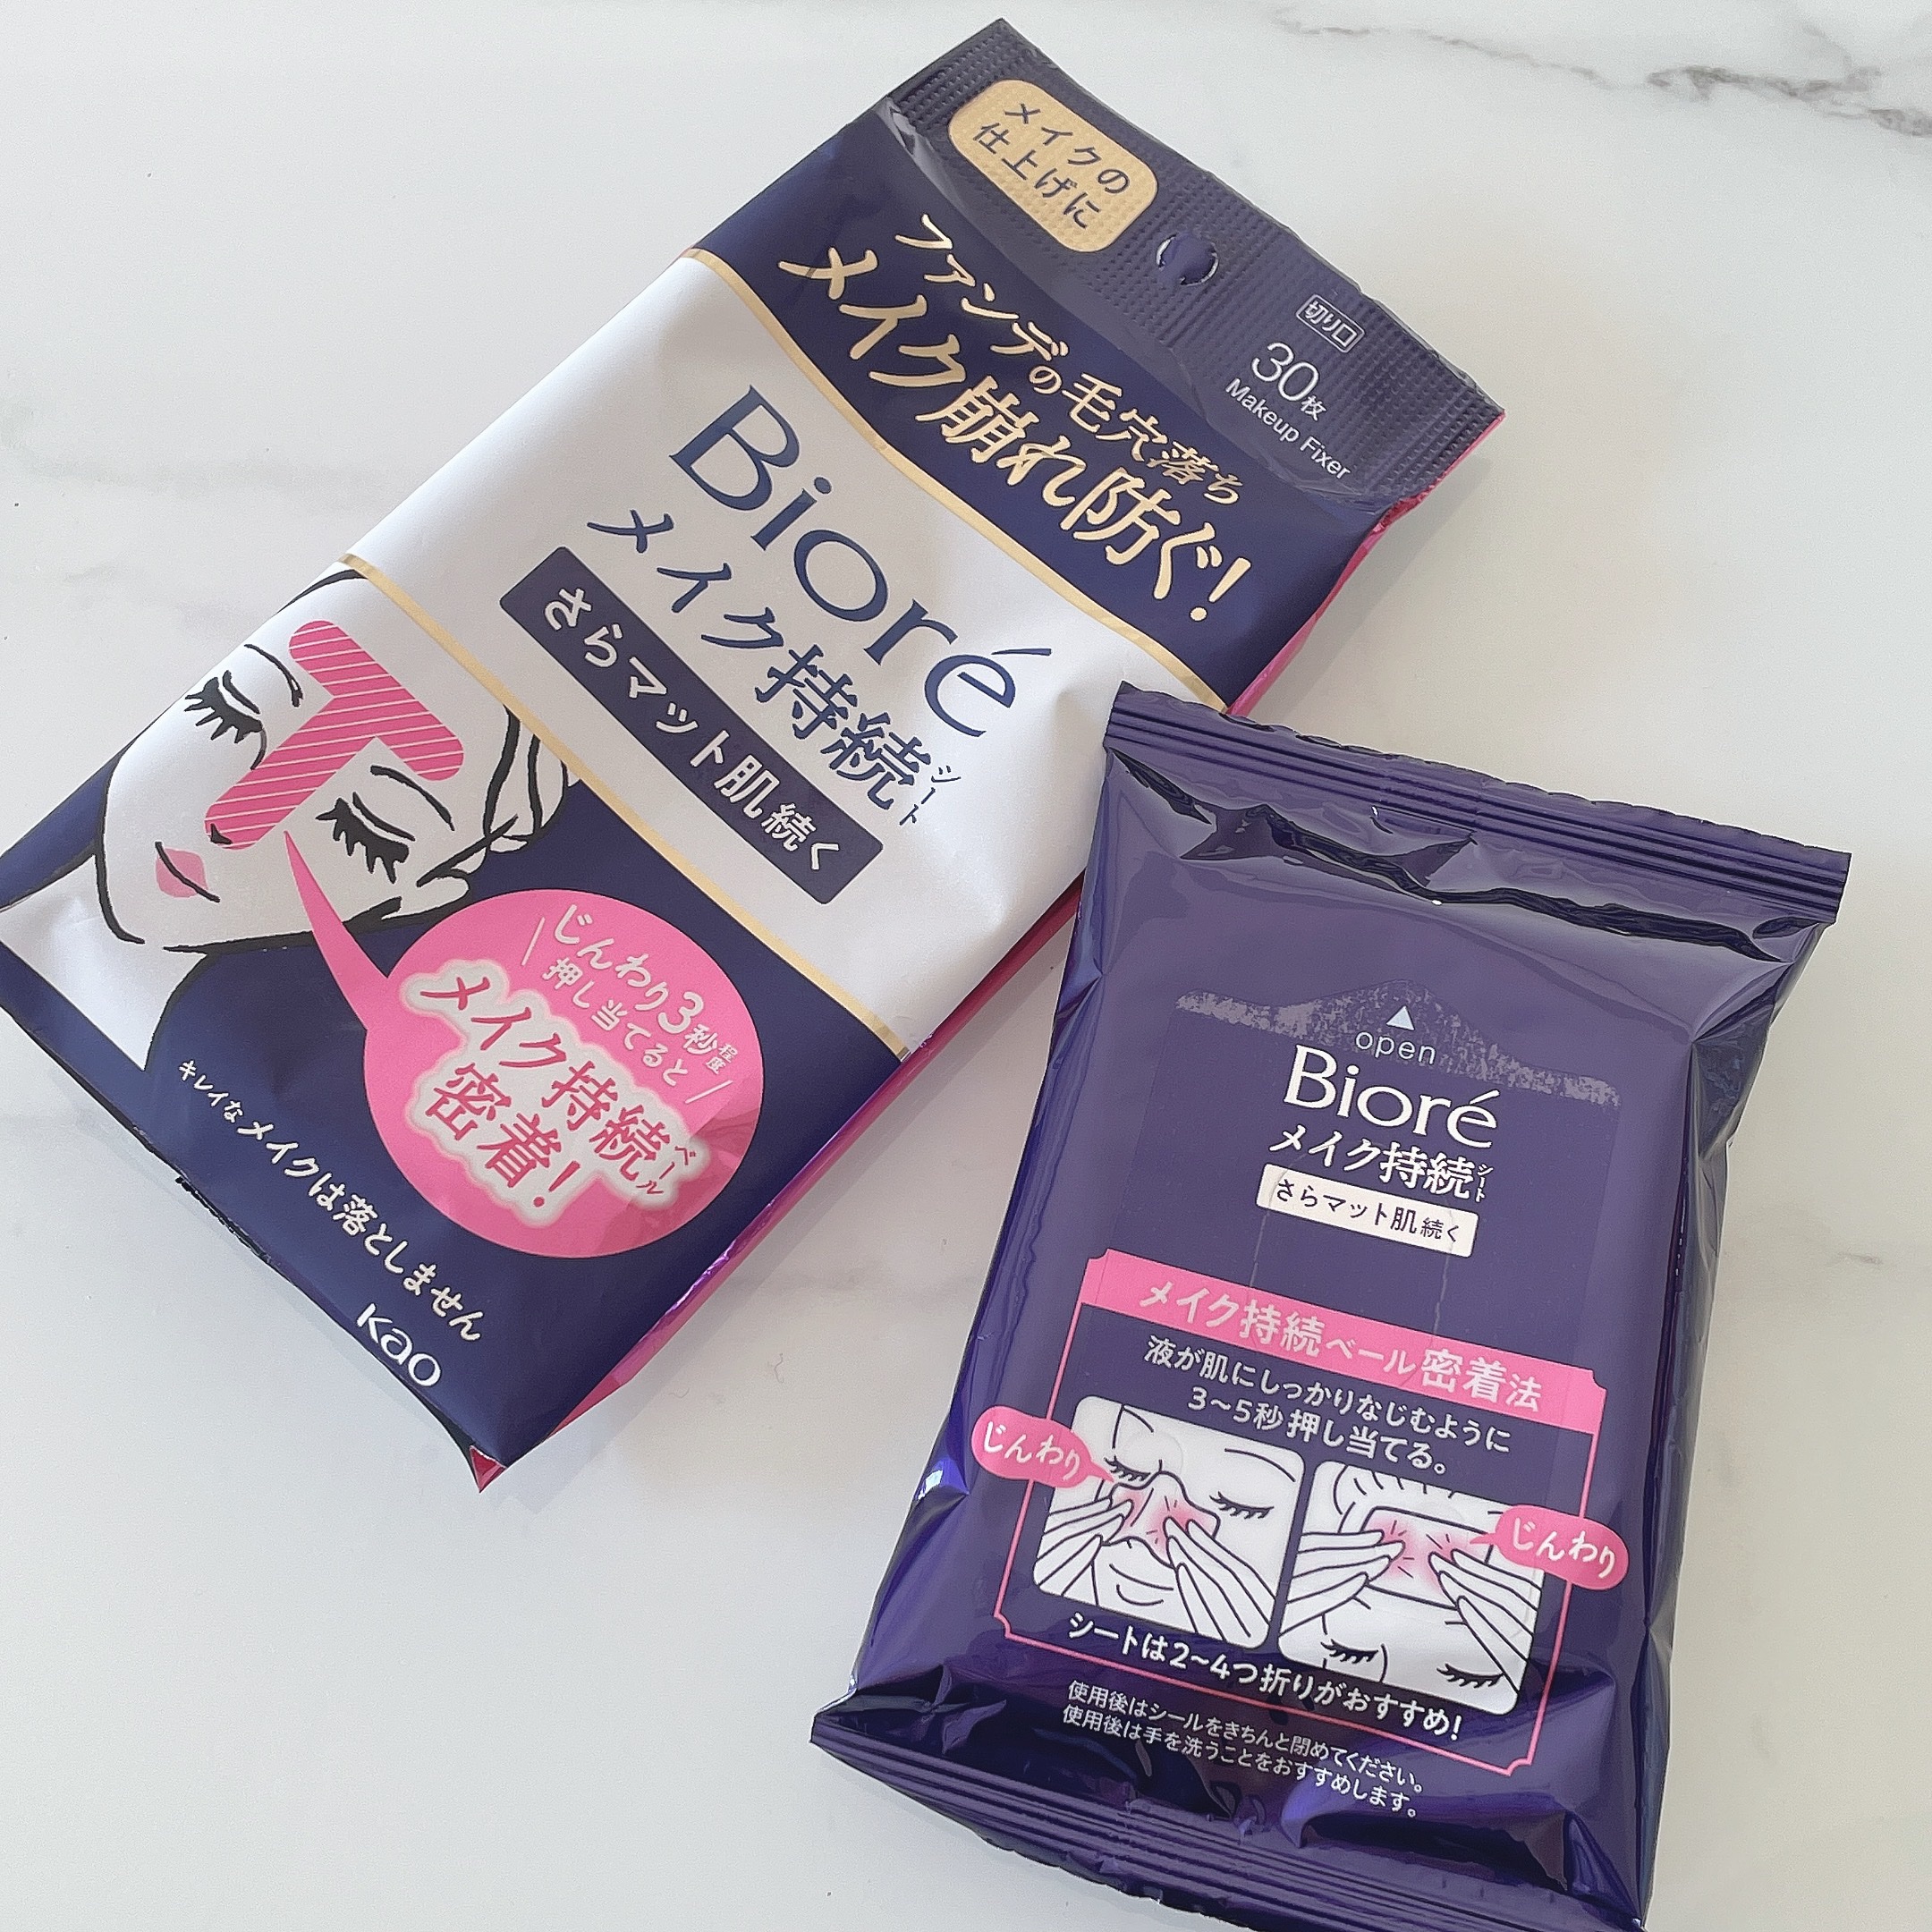 メイクの
仕上げに
切り口
30枚
Makeup Fixer
ファンデの毛穴落ち
メイク崩れ防ぐ!
Bioré
メイク持続シート
さらマット肌続く
じんわり3秒程度
押し当てると
メイク持続ベール
密着!
キレイなメイクは落としません
Kao
open
Bioré
メイク持続シート
さらマット肌続く
メイク持続ベール密着法
液が肌にしっかりなじむように
3~5秒押し当てる。
じんわり
じんわり
シートは2~4つ折りがおすすめ!
使用後はシールをきちんと閉めてください。
使用後は手を洗うことをおすすめします。